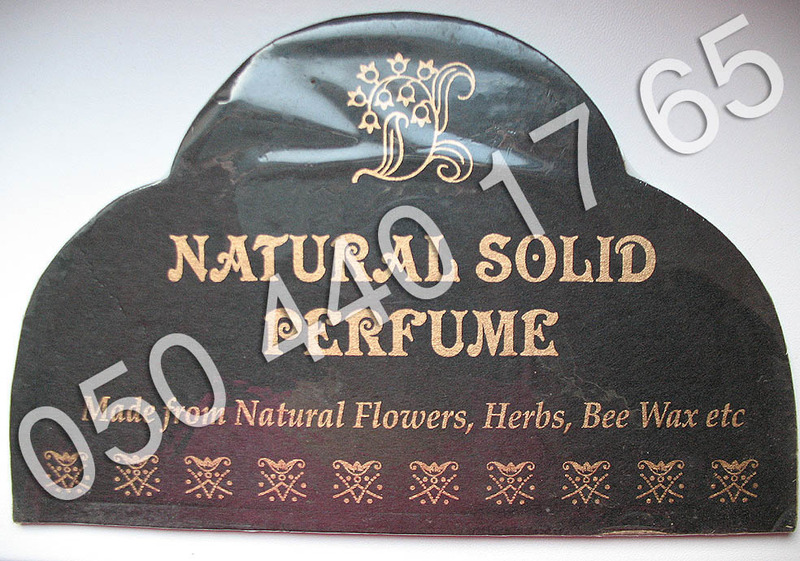 NATURAL SOLID
PERFUME
Made from Natural Flowers, Herbs, Bee Wax etc
050 440 17 65